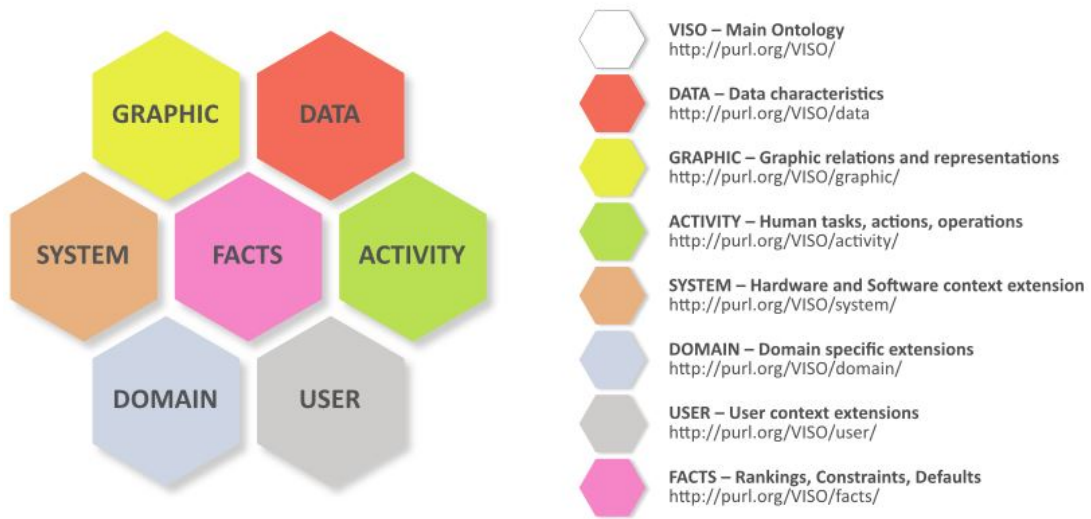 GRAPHIC
DATA
SYSTEM
FACTS
ACTIVITY
DOMAIN
USER
VISO – Main Ontology
http://purl.org/VISO/
DATA – Data characteristics
http://purl.org/VISO/data
GRAPHIC – Graphic relations and representations
http://purl.org/VISO/graphic/
ACTIVITY – Human tasks, actions, operations
http://purl.org/VISO/activity/
SYSTEM – Hardware and Software context extension
http://purl.org/VISO/system/
DOMAIN – Domain specific extensions
http://purl.org/VISO/domain/
USER – User context extensions
http://purl.org/VISO/user/
FACTS – Rankings, Constraints, Defaults
http://purl.org/VISO/facts/